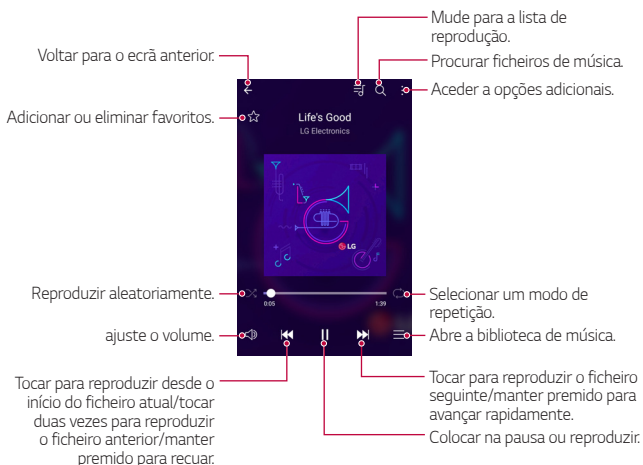 Mude para a lista de
reprodução.
Voltar para o ecrã anterior.
Procurar ficheiros de música.
Aceder a opções adicionais.
Adicionar ou eliminar favoritos.
Life's Good
LG Electronics
LG
Reproduzir aleatoriamente.
0:05
1:39
Selecionar um modo de
repetição.
ajuste o volume.
Abre a biblioteca de música.
Tocar para reproduzir desde o
início do ficheiro atual/tocar
duas vezes para reproduzir
o ficheiro anterior/manter
premido para recuar.
Tocar para reproduzir o ficheiro
seguinte/manter premido para
avançar rapidamente.
Colocar na pausa ou reproduzir.